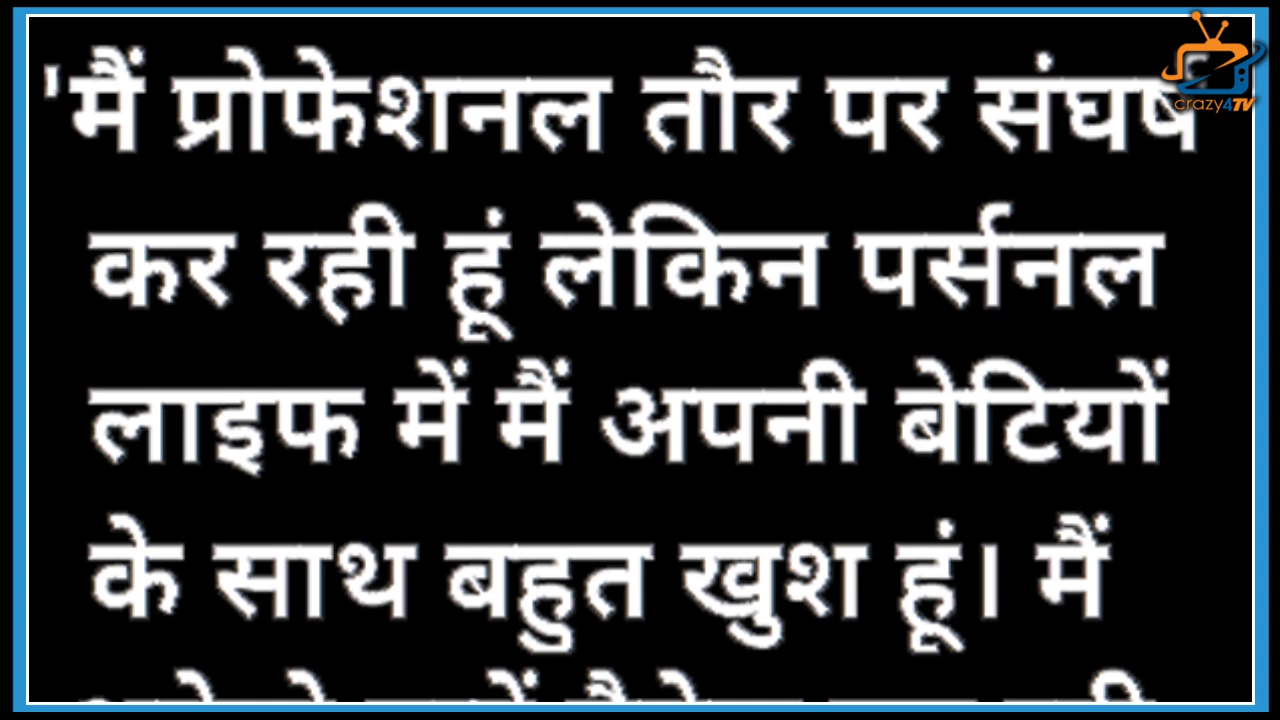 'मैं प्रोफेशनल तौर पर संघर्ष
कर रही हूं लेकिन पर्सनल
लाइफ में मैं अपनी बेटियों
के साथ बहुत खुश हूं। मैं
crazy4TV